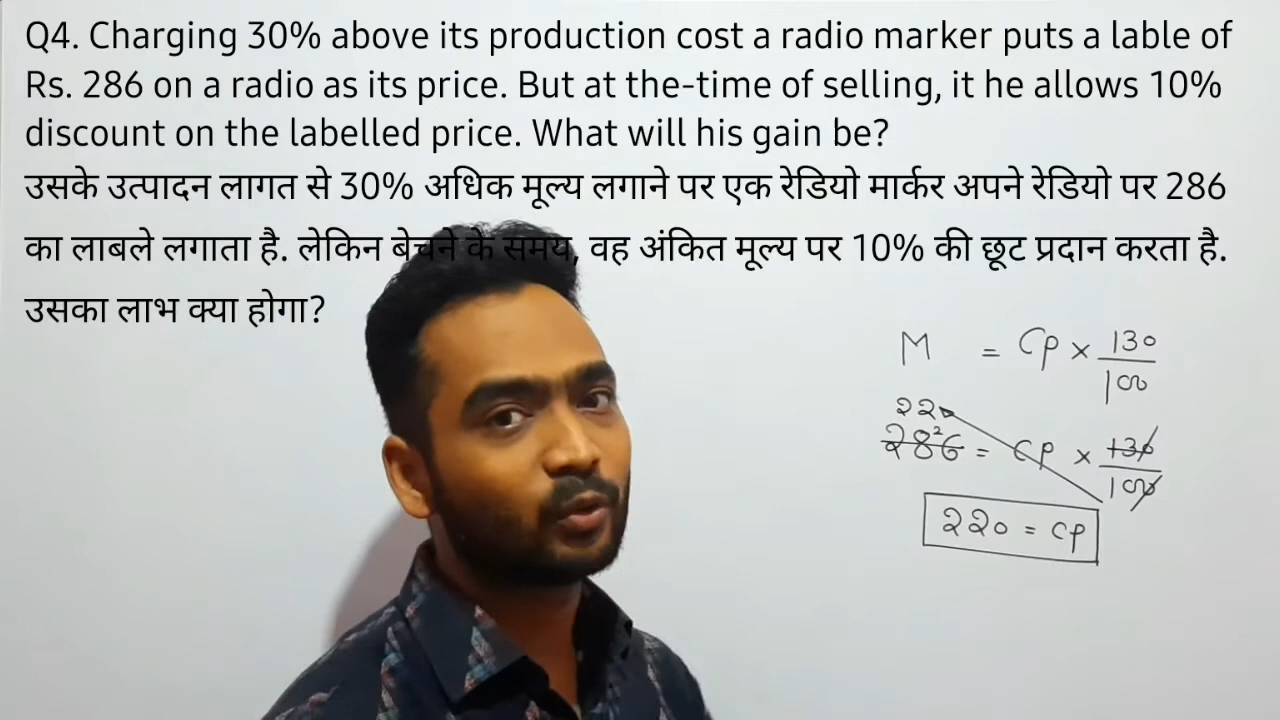 Q4. Charging 30% above its production cost a radio marker puts a lable of
Rs. 286 on a radio as its price. But at the-time of selling, it he allows 10%
discount on the labelled price. What will his gain be?
उसके उत्पादन लागत से 30% अधिक मूल्य लगाने पर एक रेडियो मार्कर अपने रेडियो पर 286
का लाबले लगाता है. लेकिन बेचने के समय, वह अंकित मूल्य पर 10% की छूट प्रदान करता है.
उसका लाभ क्या होगा?
M = CP × 130
100
220
286 2 = CP × 130
100
220 = CP